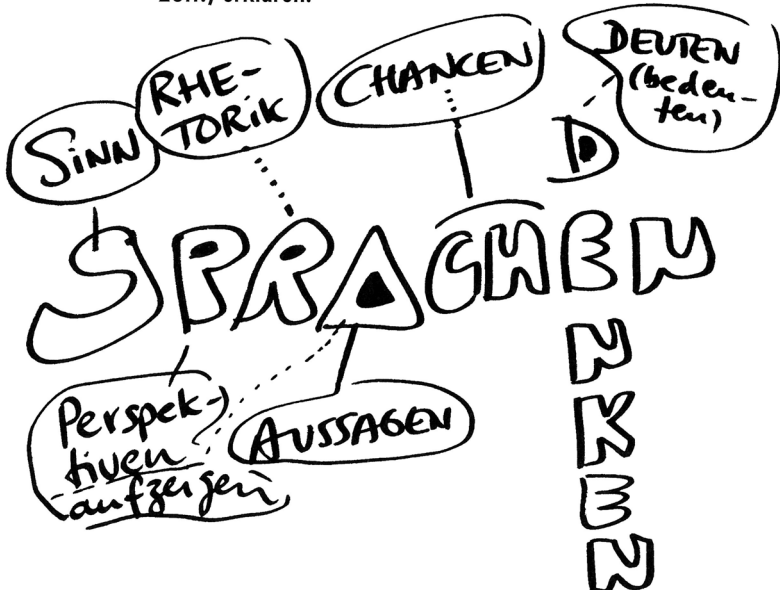 DEUTEN
(bedeu-
ten)
CHANCEN
RHE-
TORIK
SINN
D
SPRACHEN
N
K
E
N
Perspek-
tiven
aufzeigen
AUSSAGEN